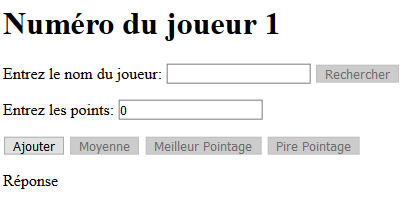 Numéro du joueur 1
Entrez le nom du joueur: Rechercher
Entrez les points: 0
Ajouter Moyenne Meilleur Pointage Pire Pointage
Réponse